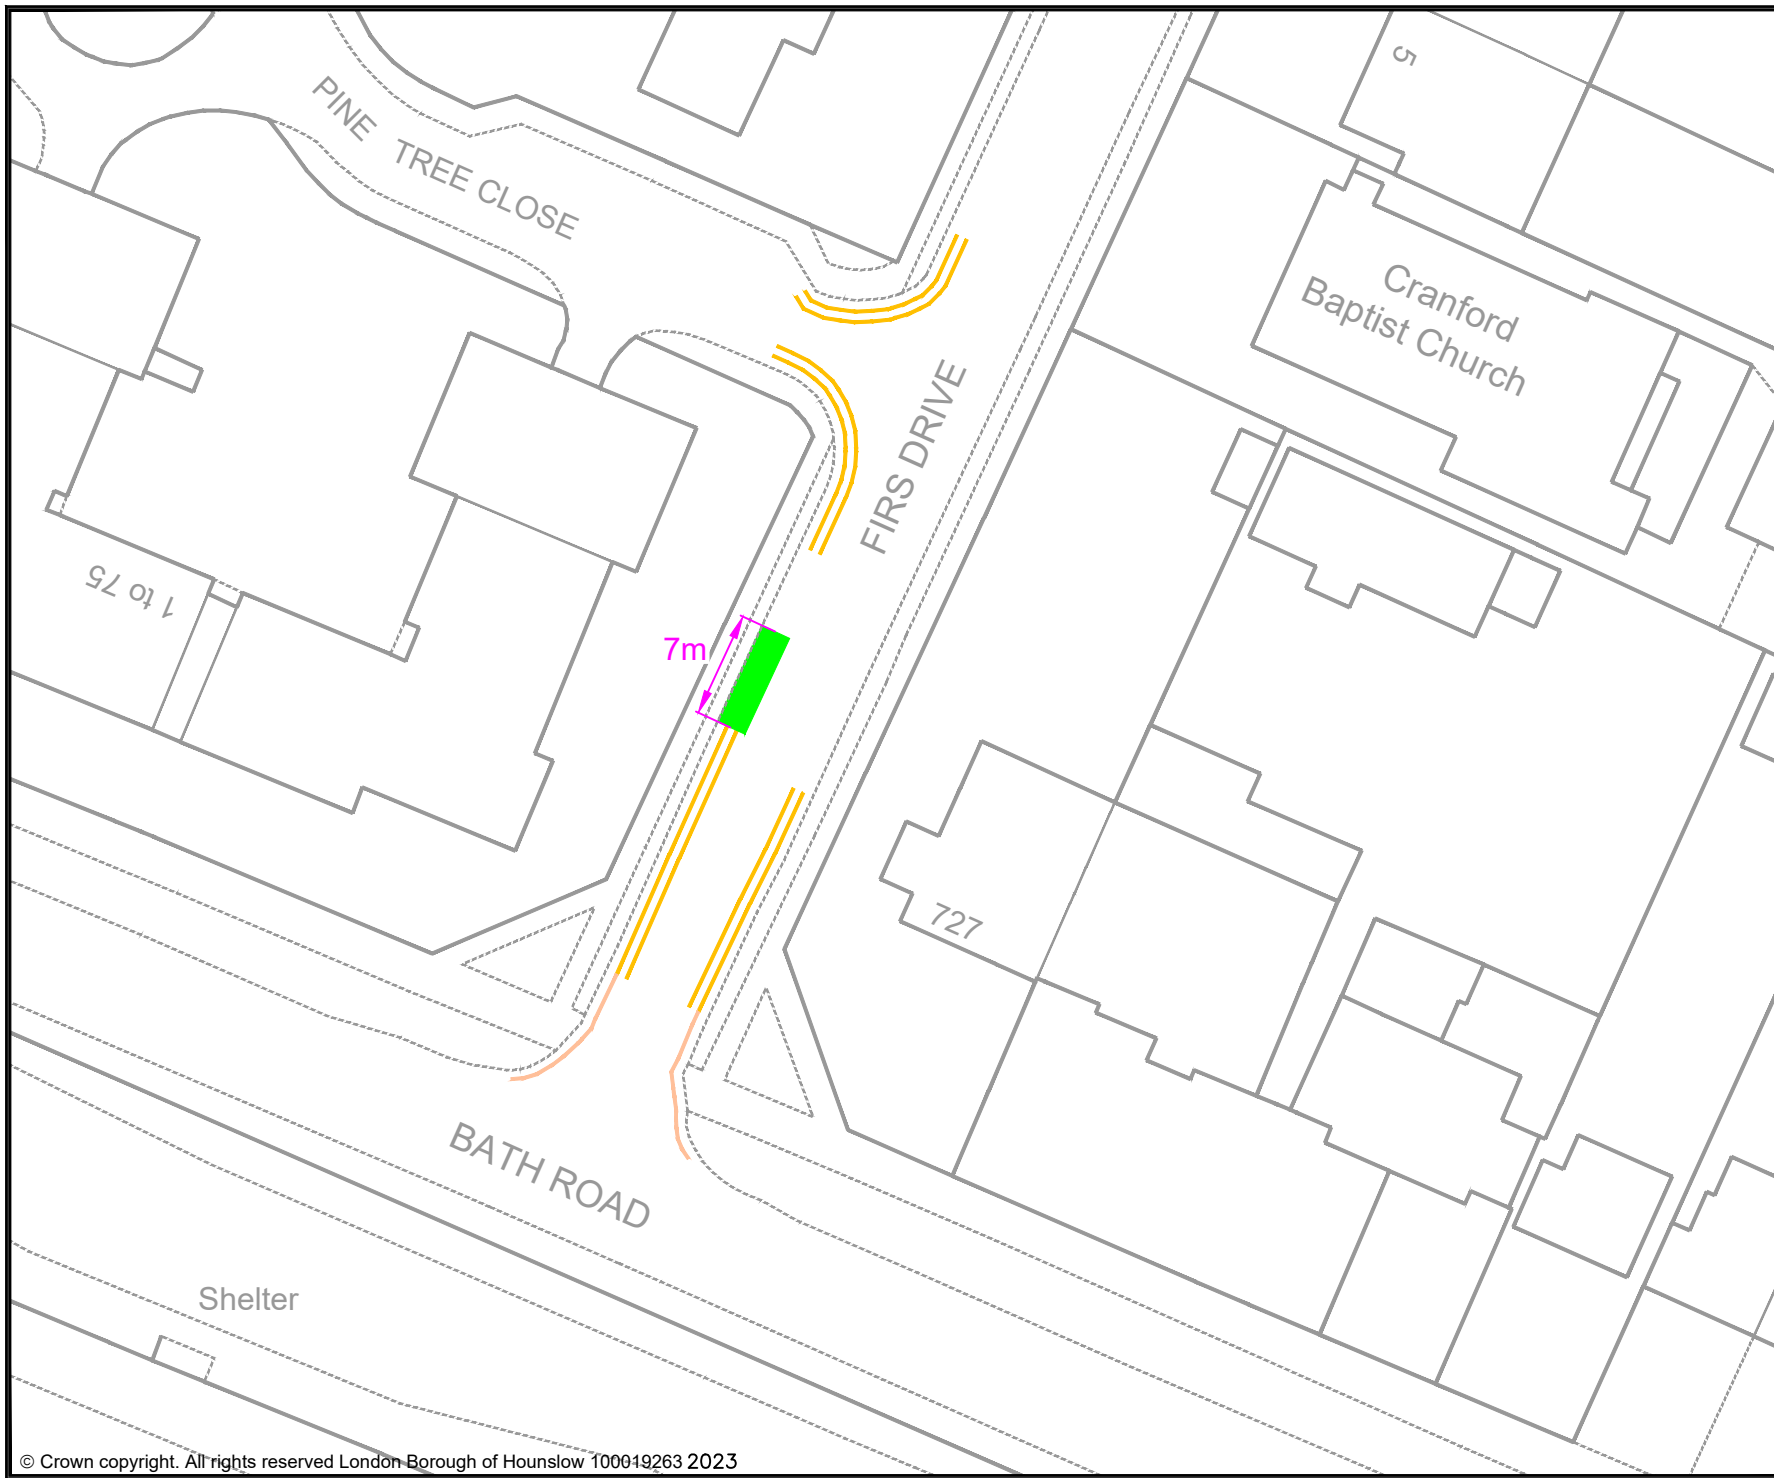 5
PINE TREE CLOSE
Cranford
Baptist Church
FIRS DRIVE
1 to 75
7m
727
BATH ROAD
Shelter
© Crown copyright. All rights reserved London Borough of Hounslow 100019263 2023